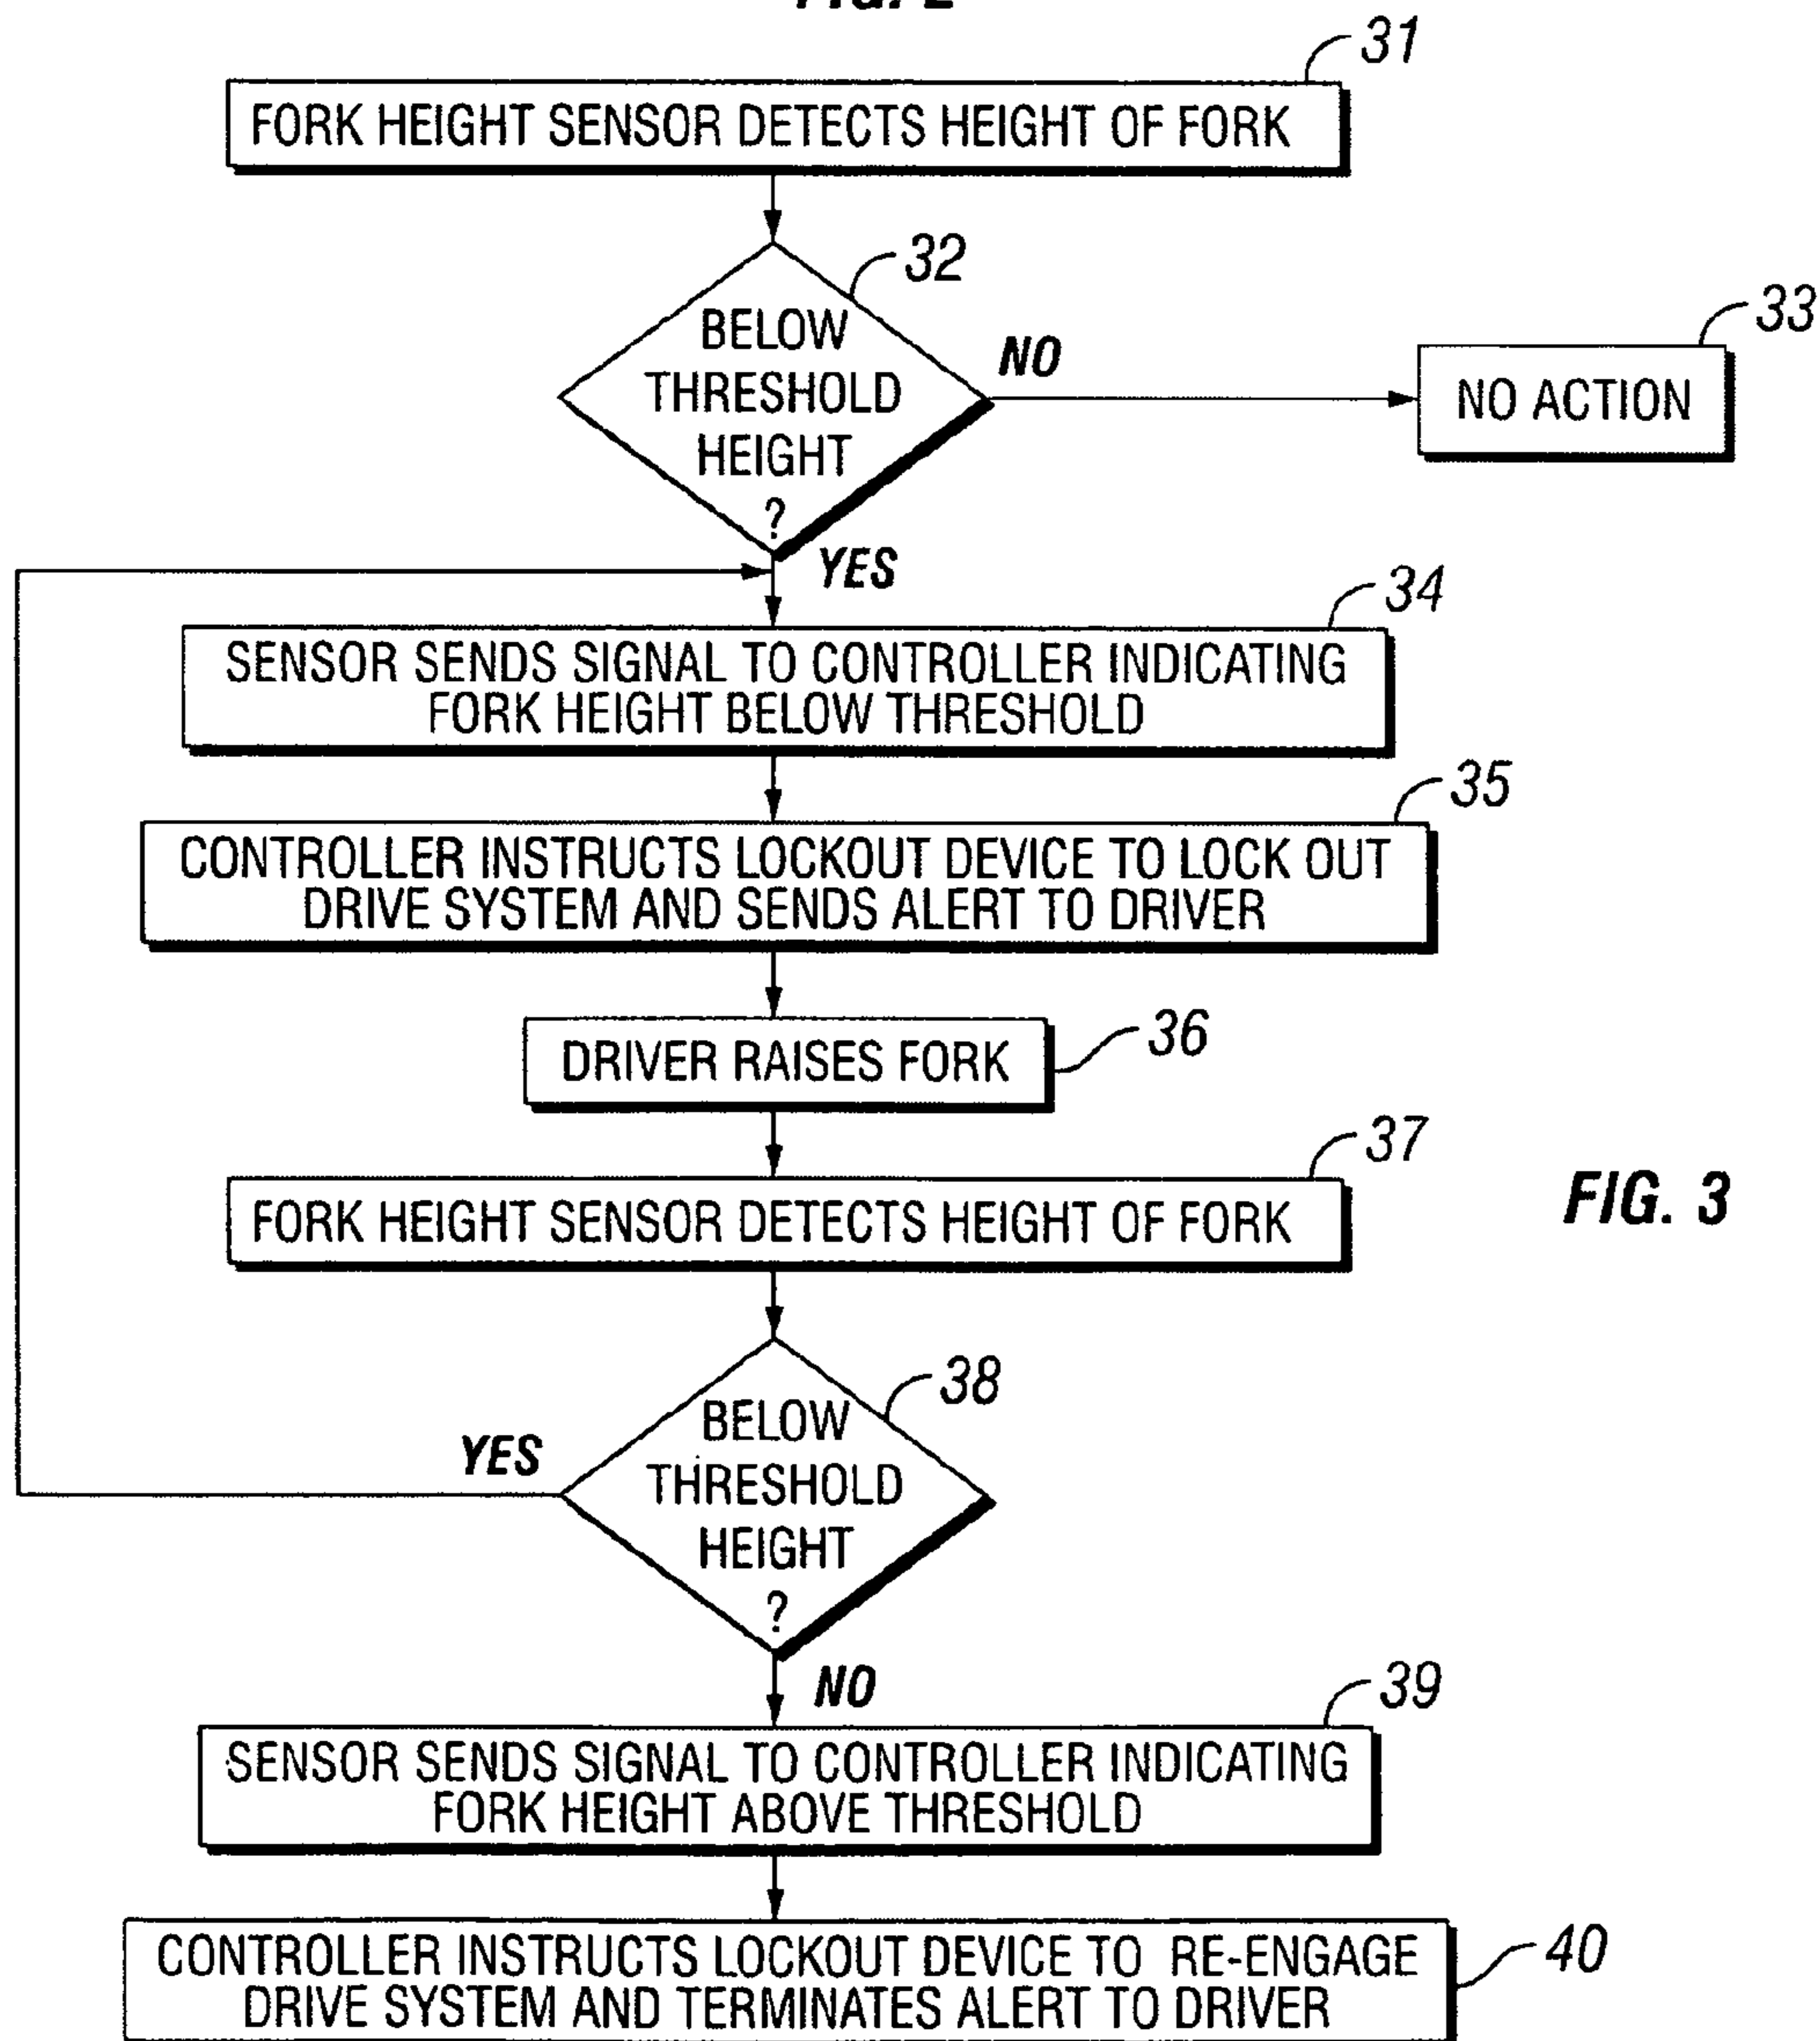 31
FORK HEIGHT SENSOR DETECTS HEIGHT OF FORK
32
BELOW
THRESHOLD
HEIGHT
?
NO
33
NO ACTION
YES
34
SENSOR SENDS SIGNAL TO CONTROLLER INDICATING
FORK HEIGHT BELOW THRESHOLD
35
CONTROLLER INSTRUCTS LOCKOUT DEVICE TO LOCK OUT
DRIVE SYSTEM AND SENDS ALERT TO DRIVER
36
DRIVER RAISES FORK
37
FORK HEIGHT SENSOR DETECTS HEIGHT OF FORK
FIG. 3
38
BELOW
THRESHOLD
HEIGHT
?
YES
NO
39
SENSOR SENDS SIGNAL TO CONTROLLER INDICATING
FORK HEIGHT ABOVE THRESHOLD
40
CONTROLLER INSTRUCTS LOCKOUT DEVICE TO RE-ENGAGE
DRIVE SYSTEM AND TERMINATES ALERT TO DRIVER